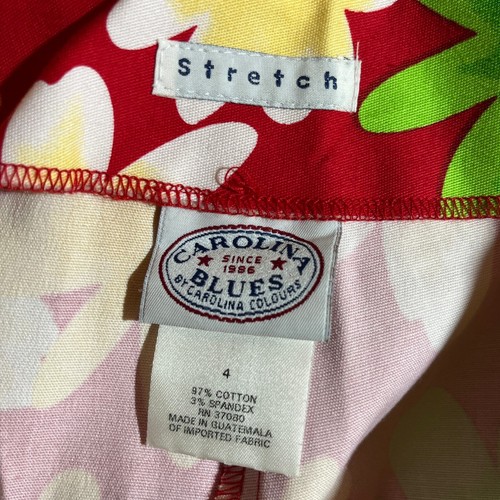 Stretch
CAROLINA
SINCE
1986
BLUES
BY CAROLINA COLOURS
4
97% COTTON
3% SPANDEX
RN 37080
MADE IN GUATEMALA
OF IMPORTED FABRIC